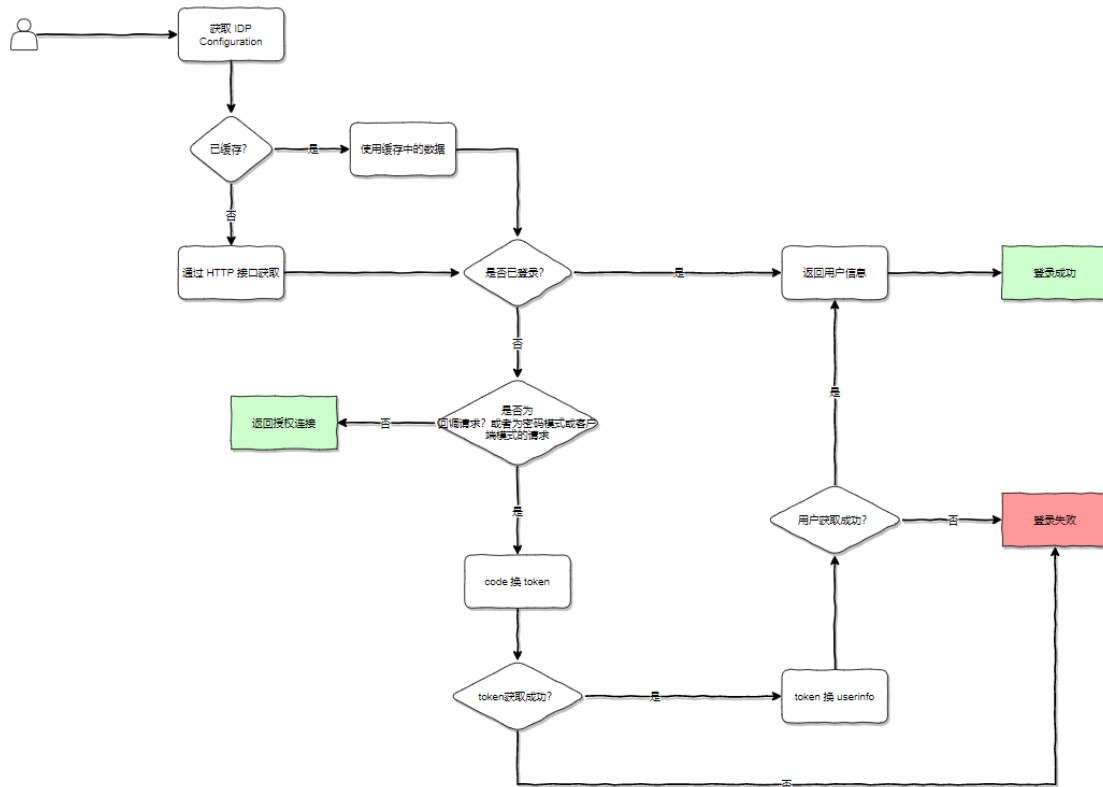 获取 IDP
Configuration
已缓存?
是
使用缓存中的数据
否
通过 HTTP 接口获取
是否已登录?
是
返回用户信息
登录成功
否
是否为
回调请求？或者为密码模式或客户
端模式的请求
否
返回授权连接
是
是
用户获取成功?
否
登录失败
code 换 token
token获取成功?
是
token 换 userinfo
否